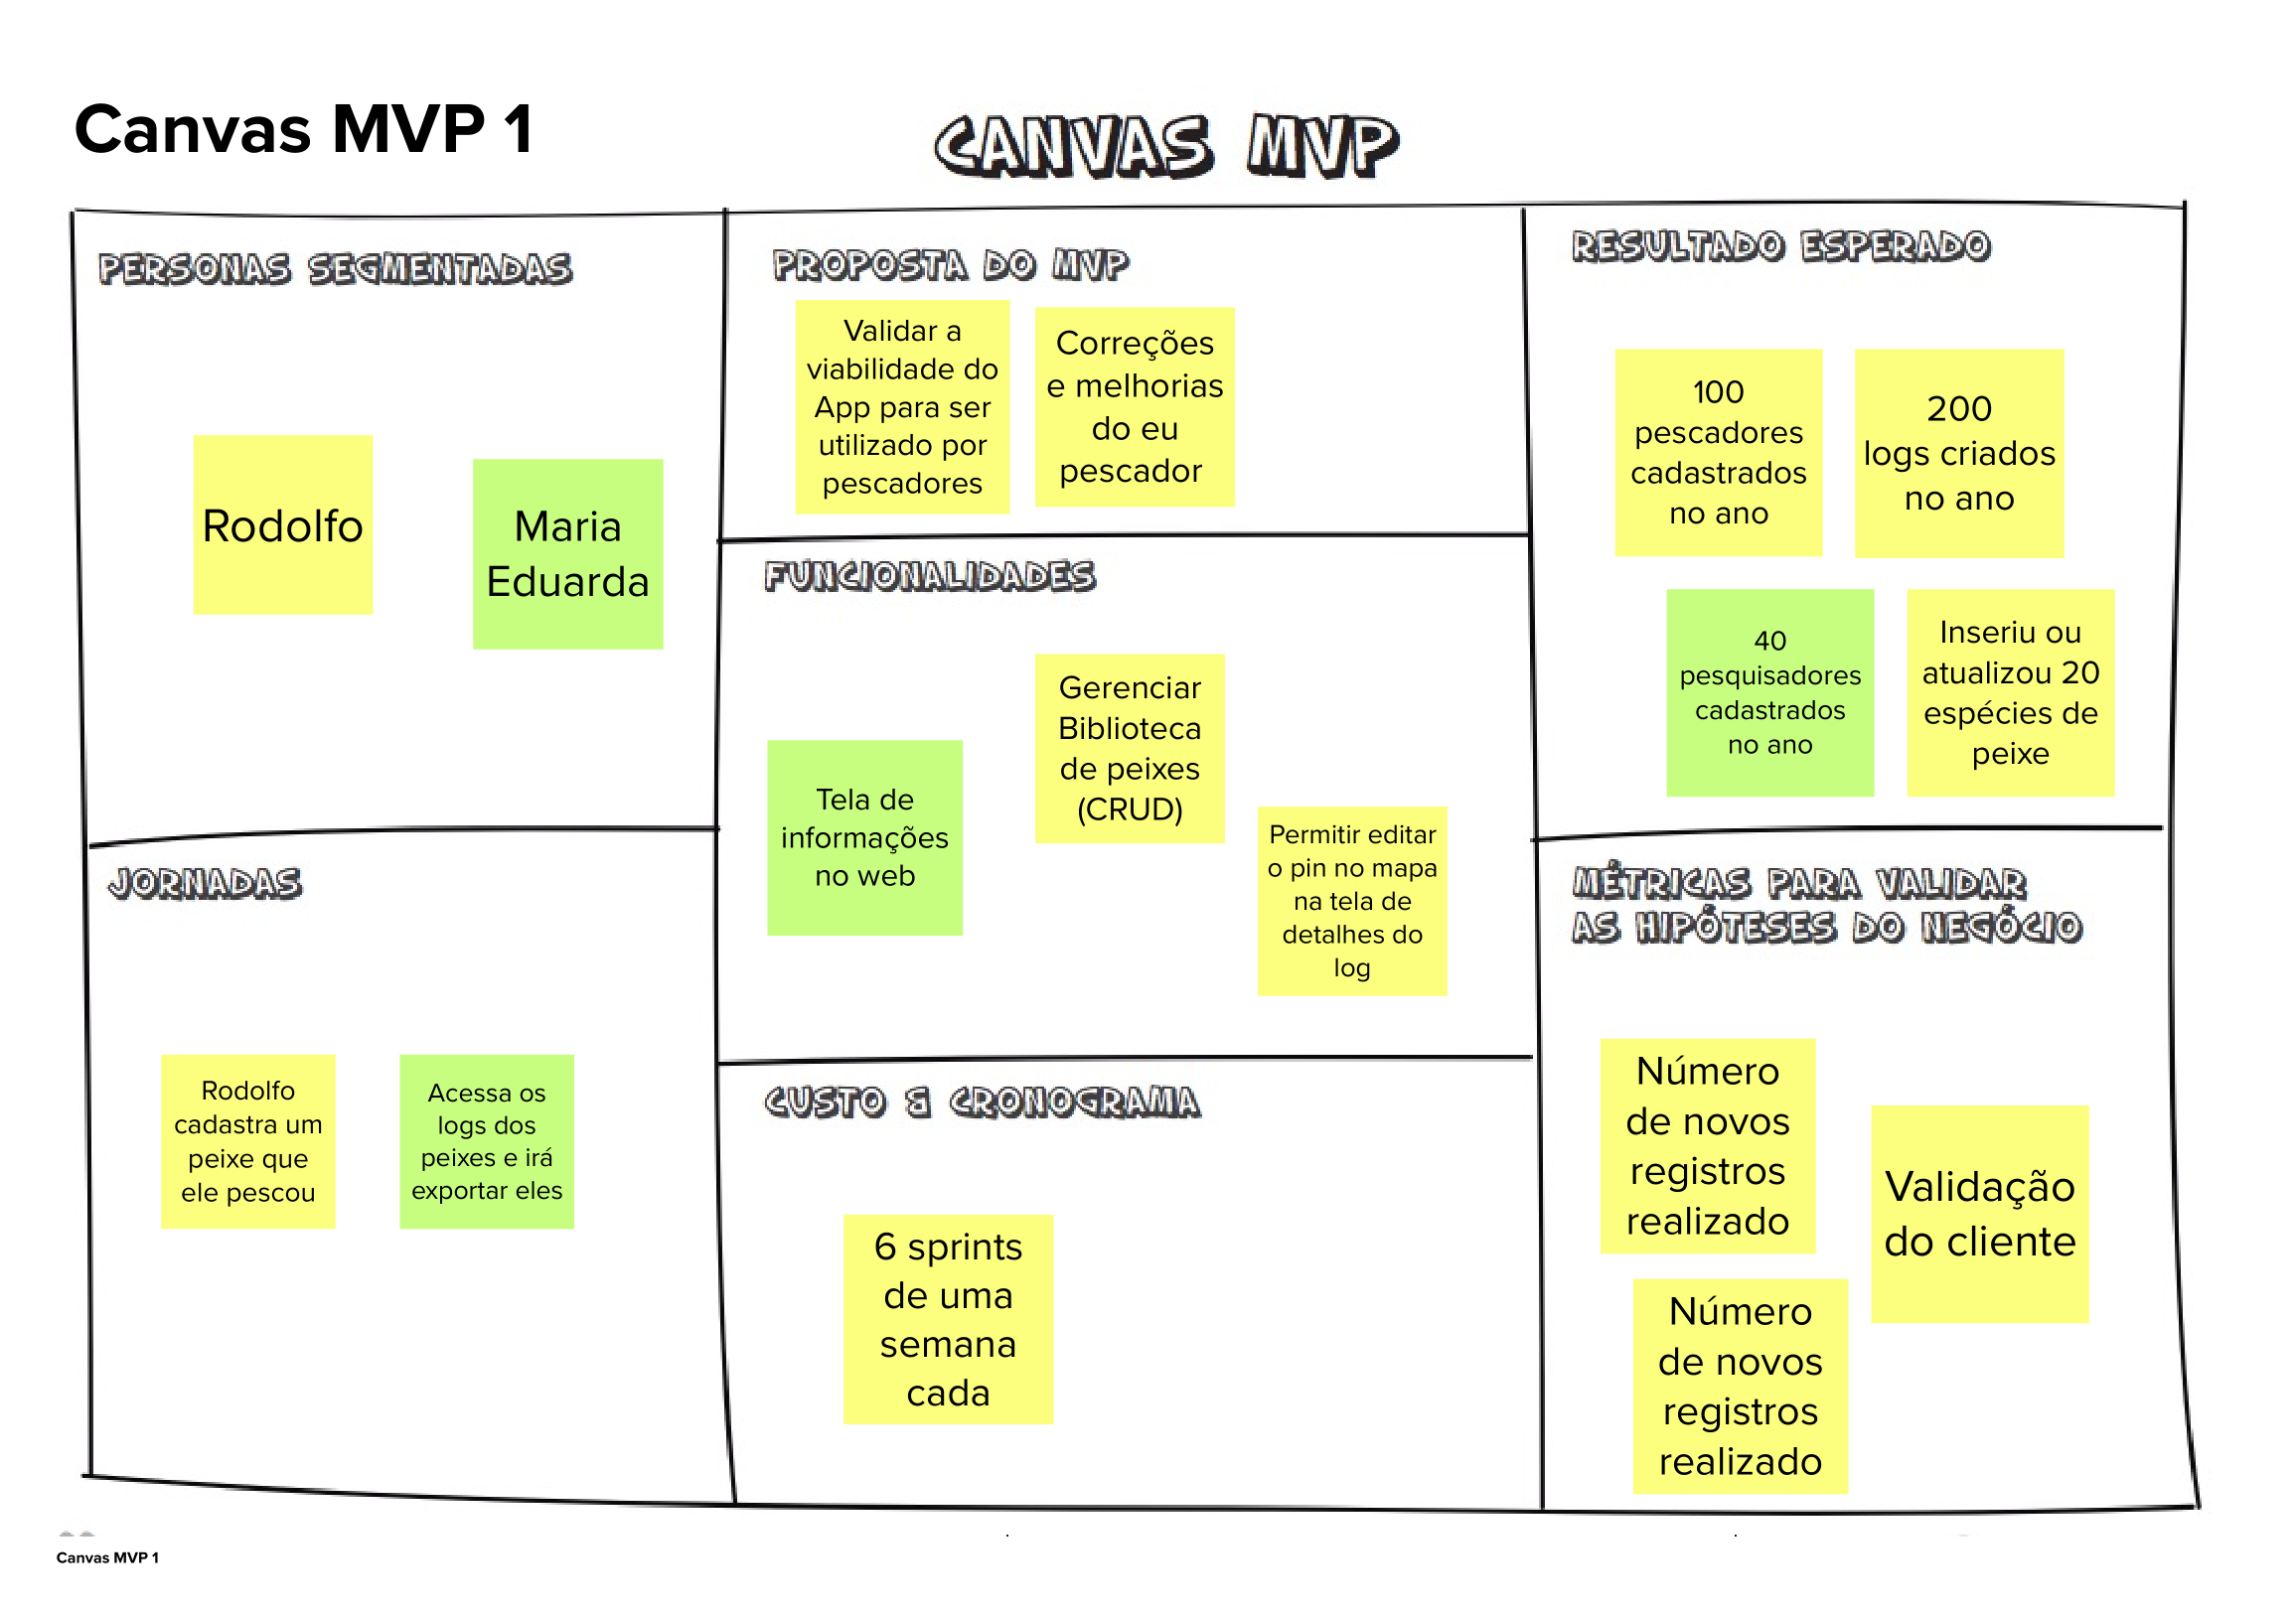 Canvas MVP 1
CANVAS MVP
PERSONAS SEGMENTADAS
Rodolfo
Maria
Eduarda
PROPOSTA DO MVP
Validar a
viabilidade do
App para ser
utilizado por
pescadores
Correções
e melhorias
do eu
pescador
RESULTADO ESPERADO
100
pescadores
cadastrados
no ano
200
logs criados
no ano
40
pesquisadores
cadastrados
no ano
Inseriu ou
atualizou 20
espécies de
peixe
FUNCIONALIDADES
Tela de
informações
no web
Gerenciar
Biblioteca
de peixes
(CRUD)
Permitir editar
o pin no mapa
na tela de
detalhes do
log
JORNADAS
Rodolfo
cadastra um
peixe que
ele pescou
Acessa os
logs dos
peixes e irá
exportar eles
CUSTO & CRONOGRAMA
6 sprints
de uma
semana
cada
MÉTRICAS PARA VALIDAR
AS HIPÓTESES DO NEGÓCIO
Número
de novos
registros
realizado
Validação
do cliente
Número
de novos
registros
realizado
Canvas MVP 1